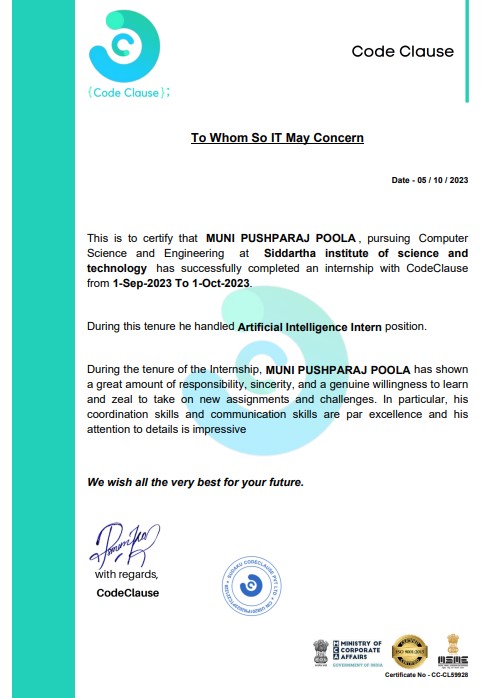 {Code Clause};
Code Clause
To Whom So IT May Concern
Date - 05 / 10 / 2023
This is to certify that MUNI PUSHPARAJ POOLA , pursuing Computer
Science and Engineering at Siddartha institute of science and
technology has successfully completed an internship with CodeClause
from 1-Sep-2023 To 1-Oct-2023.
During this tenure he handled Artificial Intelligence Intern position.
During the tenure of the Internship, MUNI PUSHPARAJ POOLA has shown
a great amount of responsibility, sincerity, and a genuine willingness to learn
and zeal to take on new assignments and challenges. In particular, his
coordination skills and communication skills are par excellence and his
attention to details is impressive
We wish all the very best for your future.
with regards,
CodeClause
SUDARU CODECLAUSE PVT LTD
MINISTRY OF
CORPORATE
AFFAIRS
GOVERNMENT OF INDIA
ISO 9001:2015
MSME
Certificate No - CC-CL59928